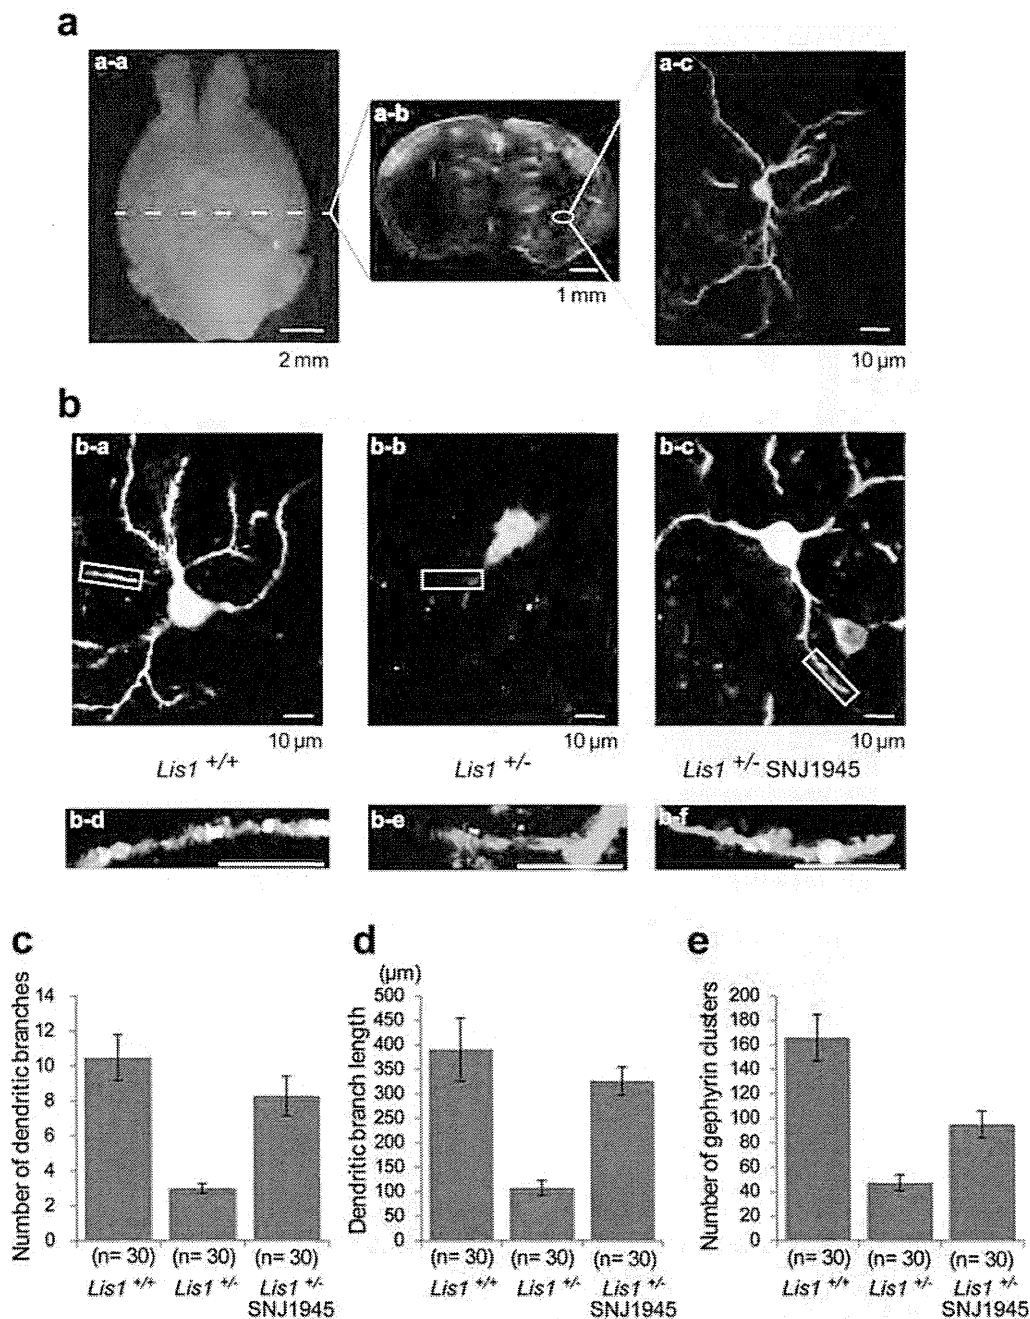 a
a-a
2 mm
a-b
1 mm
a-c
10 µm
b
b-a
10 µm
Lis1 +/+
b-b
10 µm
Lis1 +/-
b-c
10 µm
Lis1 +/- SNJ1945
b-d
b-e
b-f
c
Number of dendritic branches
14
12
10
8
6
4
2
0
(n= 30) (n= 30) (n= 30)
Lis1 +/+ Lis1 +/- Lis1 +/-
SNJ1945
d
(µm)
Dendritic branch length
500
450
400
350
300
250
200
150
100
50
0
(n= 30) (n= 30) (n= 30)
Lis1 +/+ Lis1 +/- Lis1 +/-
SNJ1945
e
Number of gephyrin clusters
200
180
160
140
120
100
80
60
40
20
0
(n= 30) (n= 30) (n= 30)
Lis1 +/+ Lis1 +/- Lis1 +/-
SNJ1945